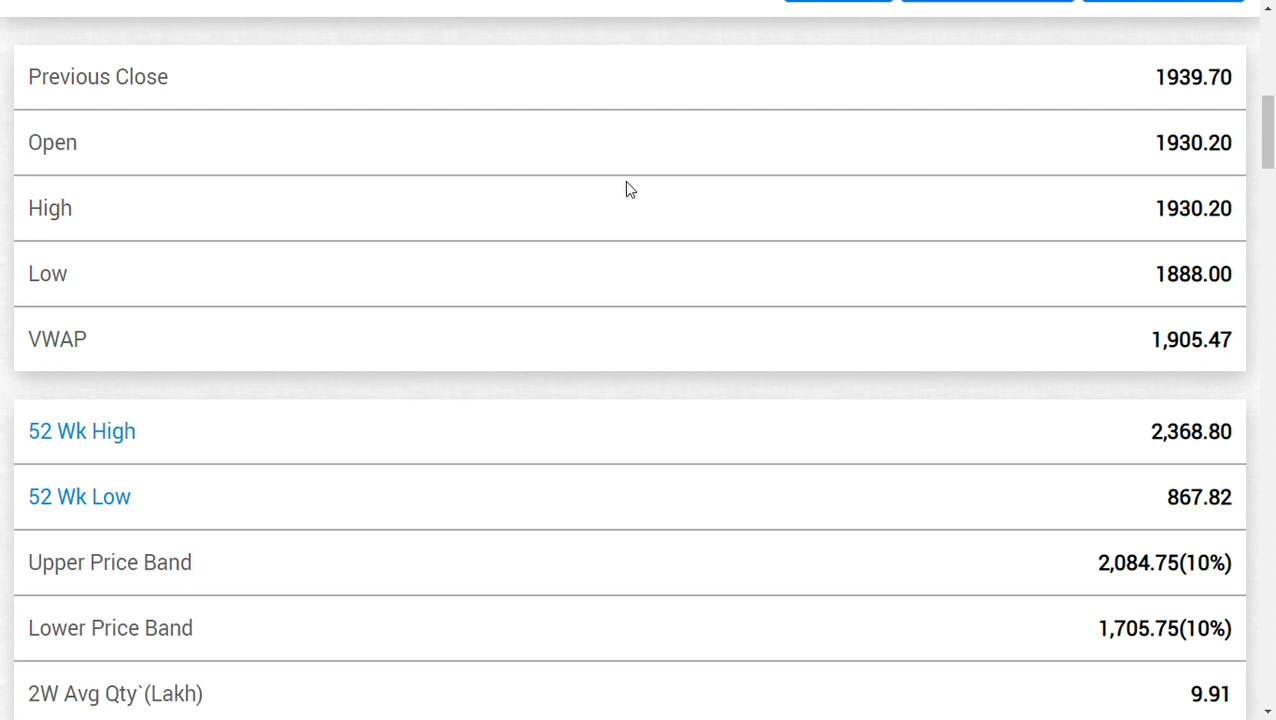 Previous Close 1939.70
Open 1930.20
High 1930.20
Low 1888.00
VWAP 1,905.47
52 Wk High 2,368.80
52 Wk Low 867.82
Upper Price Band 2,084.75(10%)
Lower Price Band 1,705.75(10%)
2W Avg Qty`(Lakh) 9.91